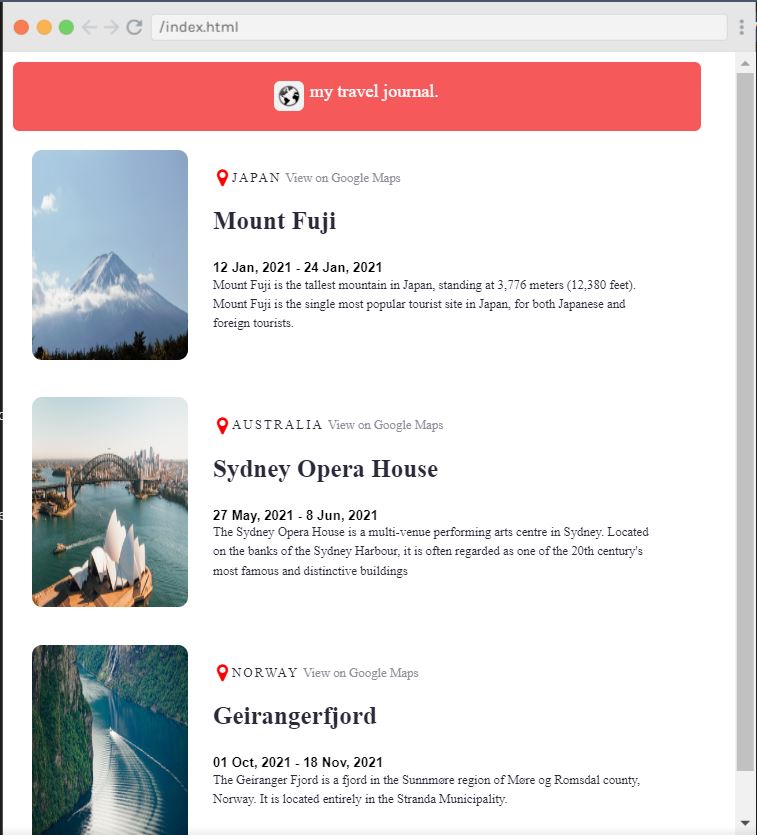 /index.html
my travel journal.
JAPAN View on Google Maps
Mount Fuji
12 Jan, 2021 - 24 Jan, 2021
Mount Fuji is the tallest mountain in Japan, standing at 3,776 meters (12,380 feet).
Mount Fuji is the single most popular tourist site in Japan, for both Japanese and
foreign tourists.
AUSTRALIA View on Google Maps
Sydney Opera House
27 May, 2021 - 8 Jun, 2021
The Sydney Opera House is a multi-venue performing arts centre in Sydney. Located
on the banks of the Sydney Harbour, it is often regarded as one of the 20th century's
most famous and distinctive buildings
NORWAY View on Google Maps
Geirangerfjord
01 Oct, 2021 - 18 Nov, 2021
The Geiranger Fjord is a fjord in the Sunnmøre region of Møre og Romsdal county,
Norway. It is located entirely in the Stranda Municipality.